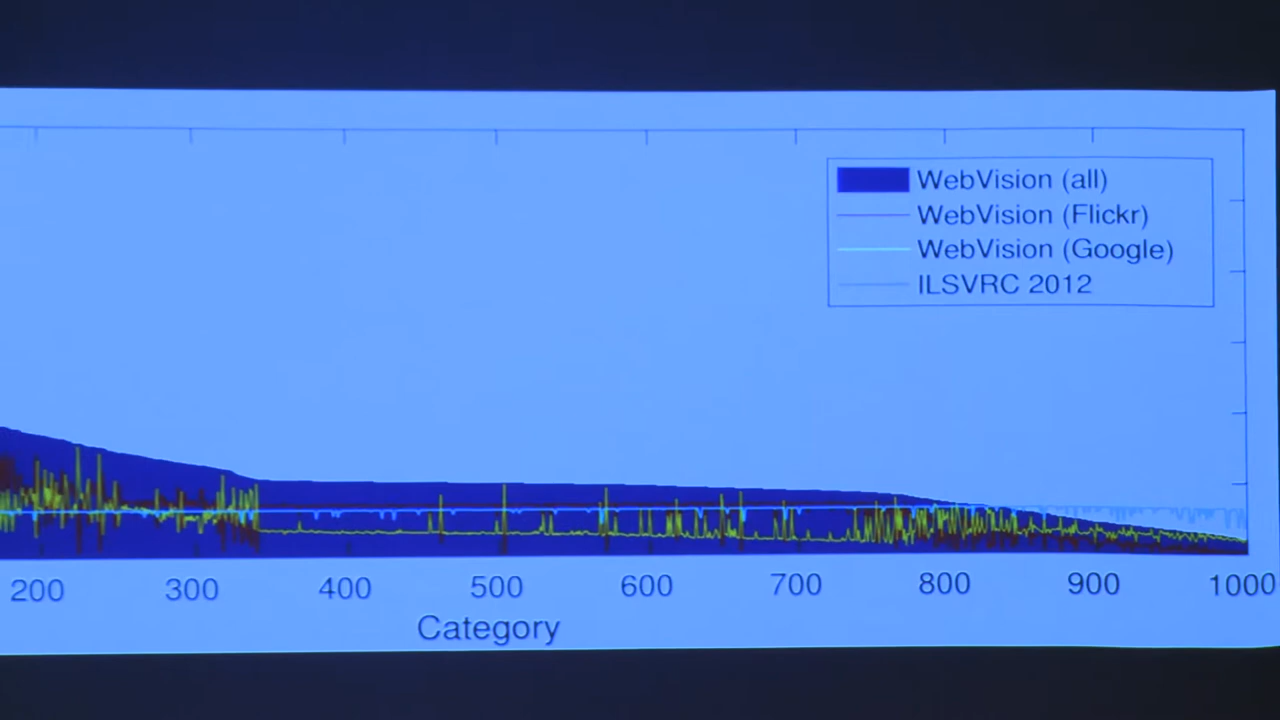 WebVision (all)
WebVision (Flickr)
WebVision (Google)
ILSVRC 2012
200 300 400 500 600 700 800 900 1000
Category